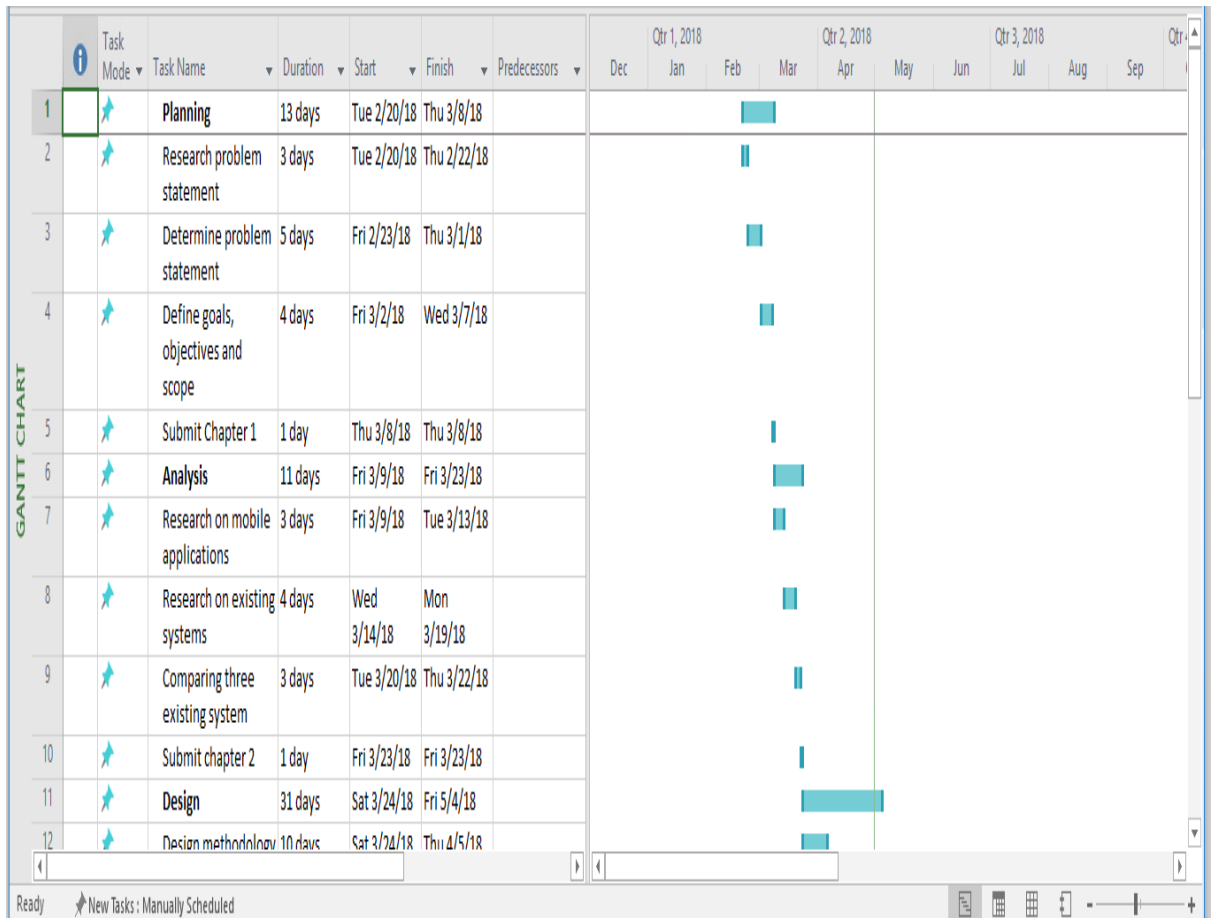 Qtr 1, 2018 Qtr 2, 2018 Qtr 3, 2018 Qtr
Task
Mode Task Name Duration Start Finish Predecessors Dec Jan Feb Mar Apr May Jun Jul Aug Sep
1 Planning 13 days Tue 2/20/18 Thu 3/8/18
2 Research problem 3 days Tue 2/20/18 Thu 2/22/18
statement
3 Determine problem 5 days Fri 2/23/18 Thu 3/1/18
statement
4 Define goals, 4 days Fri 3/2/18 Wed 3/7/18
objectives and
scope
5 Submit Chapter 1 1 day Thu 3/8/18 Thu 3/8/18
6 Analysis 11 days Fri 3/9/18 Fri 3/23/18
7 Research on mobile 3 days Fri 3/9/18 Tue 3/13/18
applications
8 Research on existing 4 days Wed Mon
systems 3/14/18 3/19/18
9 Comparing three 3 days Tue 3/20/18 Thu 3/22/18
existing system
10 Submit chapter 2 1 day Fri 3/23/18 Fri 3/23/18
11 Design 31 days Sat 3/24/18 Fri 5/4/18
12 Design methodology 10 days Sat 3/24/18 Thu 4/5/18
GANTT CHART
Ready New Tasks : Manually Scheduled